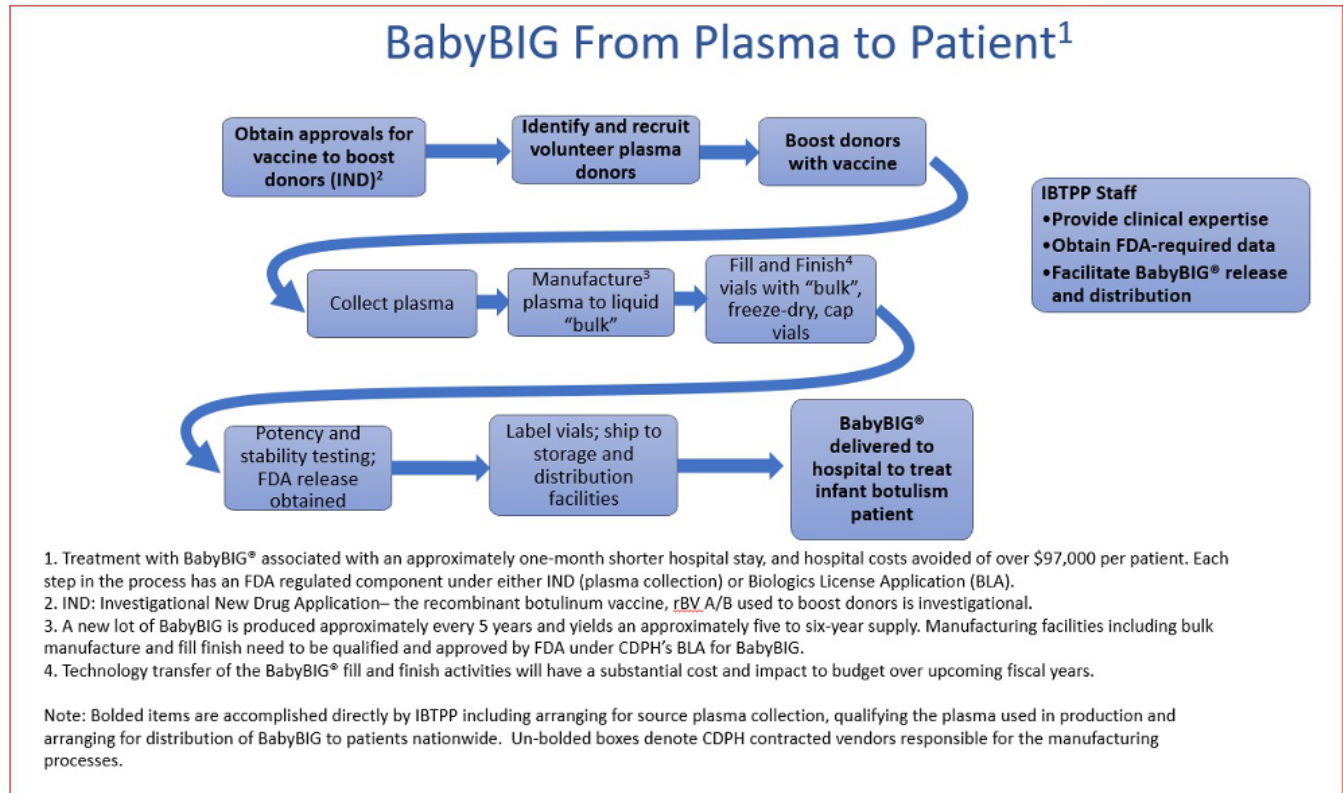 BabyBIG From Plasma to Patient¹
Obtain approvals for
vaccine to boost
donors (IND)²
Identify and recruit
volunteer plasma
donors
Boost donors
with vaccine
IBTPP Staff
•Provide clinical expertise
•Obtain FDA-required data
•Facilitate BabyBIG® release
and distribution
Collect plasma
Manufacture³
plasma to liquid
“bulk”
Fill and Finish⁴
vials with “bulk”,
freeze-dry, cap
vials
Potency and
stability testing;
FDA release
obtained
Label vials; ship to
storage and
distribution
facilities
BabyBIG®
delivered to
hospital to treat
infant botulism
patient
1. Treatment with BabyBIG® associated with an approximately one-month shorter hospital stay, and hospital costs avoided of over $97,000 per patient. Each
step in the process has an FDA regulated component under either IND (plasma collection) or Biologics License Application (BLA).
2. IND: Investigational New Drug Application– the recombinant botulinum vaccine, rBV A/B used to boost donors is investigational.
3. A new lot of BabyBIG is produced approximately every 5 years and yields an approximately five to six-year supply. Manufacturing facilities including bulk
manufacture and fill finish need to be qualified and approved by FDA under CDPH’s BLA for BabyBIG.
4. Technology transfer of the BabyBIG® fill and finish activities will have a substantial cost and impact to budget over upcoming fiscal years.
Note: Bolded items are accomplished directly by IBTPP including arranging for source plasma collection, qualifying the plasma used in production and
arranging for distribution of BabyBIG to patients nationwide.  Un-bolded boxes denote CDPH contracted vendors responsible for the manufacturing
processes.